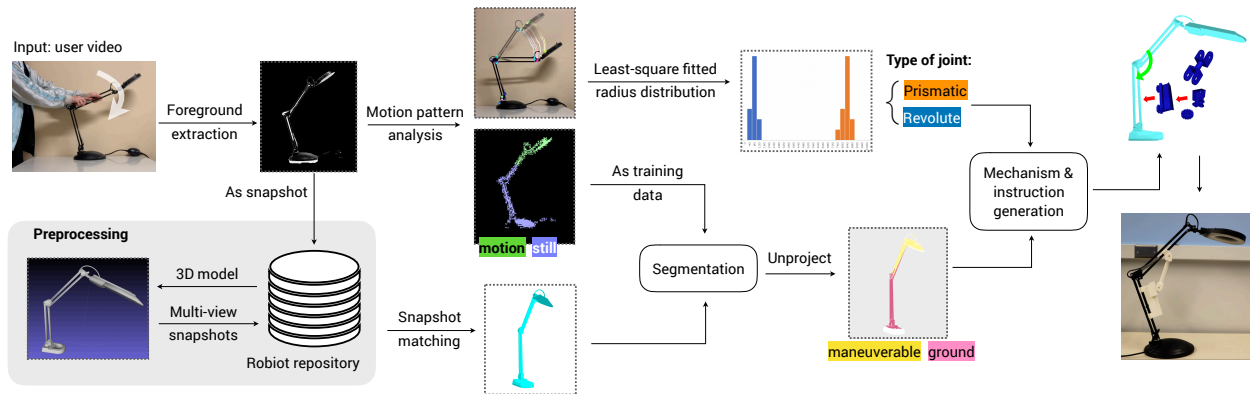 Input: user video
Foreground
extraction
Motion pattern
analysis
Least-square fitted
radius distribution
Type of joint:
Prismatic
Revolute
As snapshot
motion still
As training
data
Mechanism &
instruction
generation
Preprocessing
3D model
Multi-view
snapshots
Robiot repository
Snapshot
matching
Segmentation
Unproject
maneuverable ground